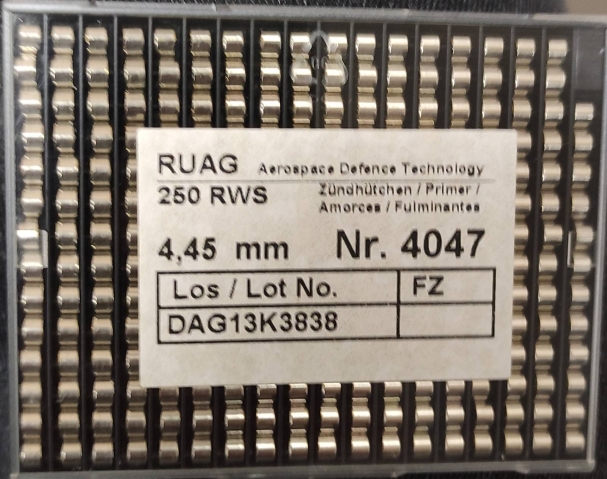 RUAG Aerospace Defence Technology
250 RWS Zündhütchen / Primer /
Amorces / Fulminantes
4,45 mm Nr. 4047
Los / Lot No. FZ
DAG13K3838